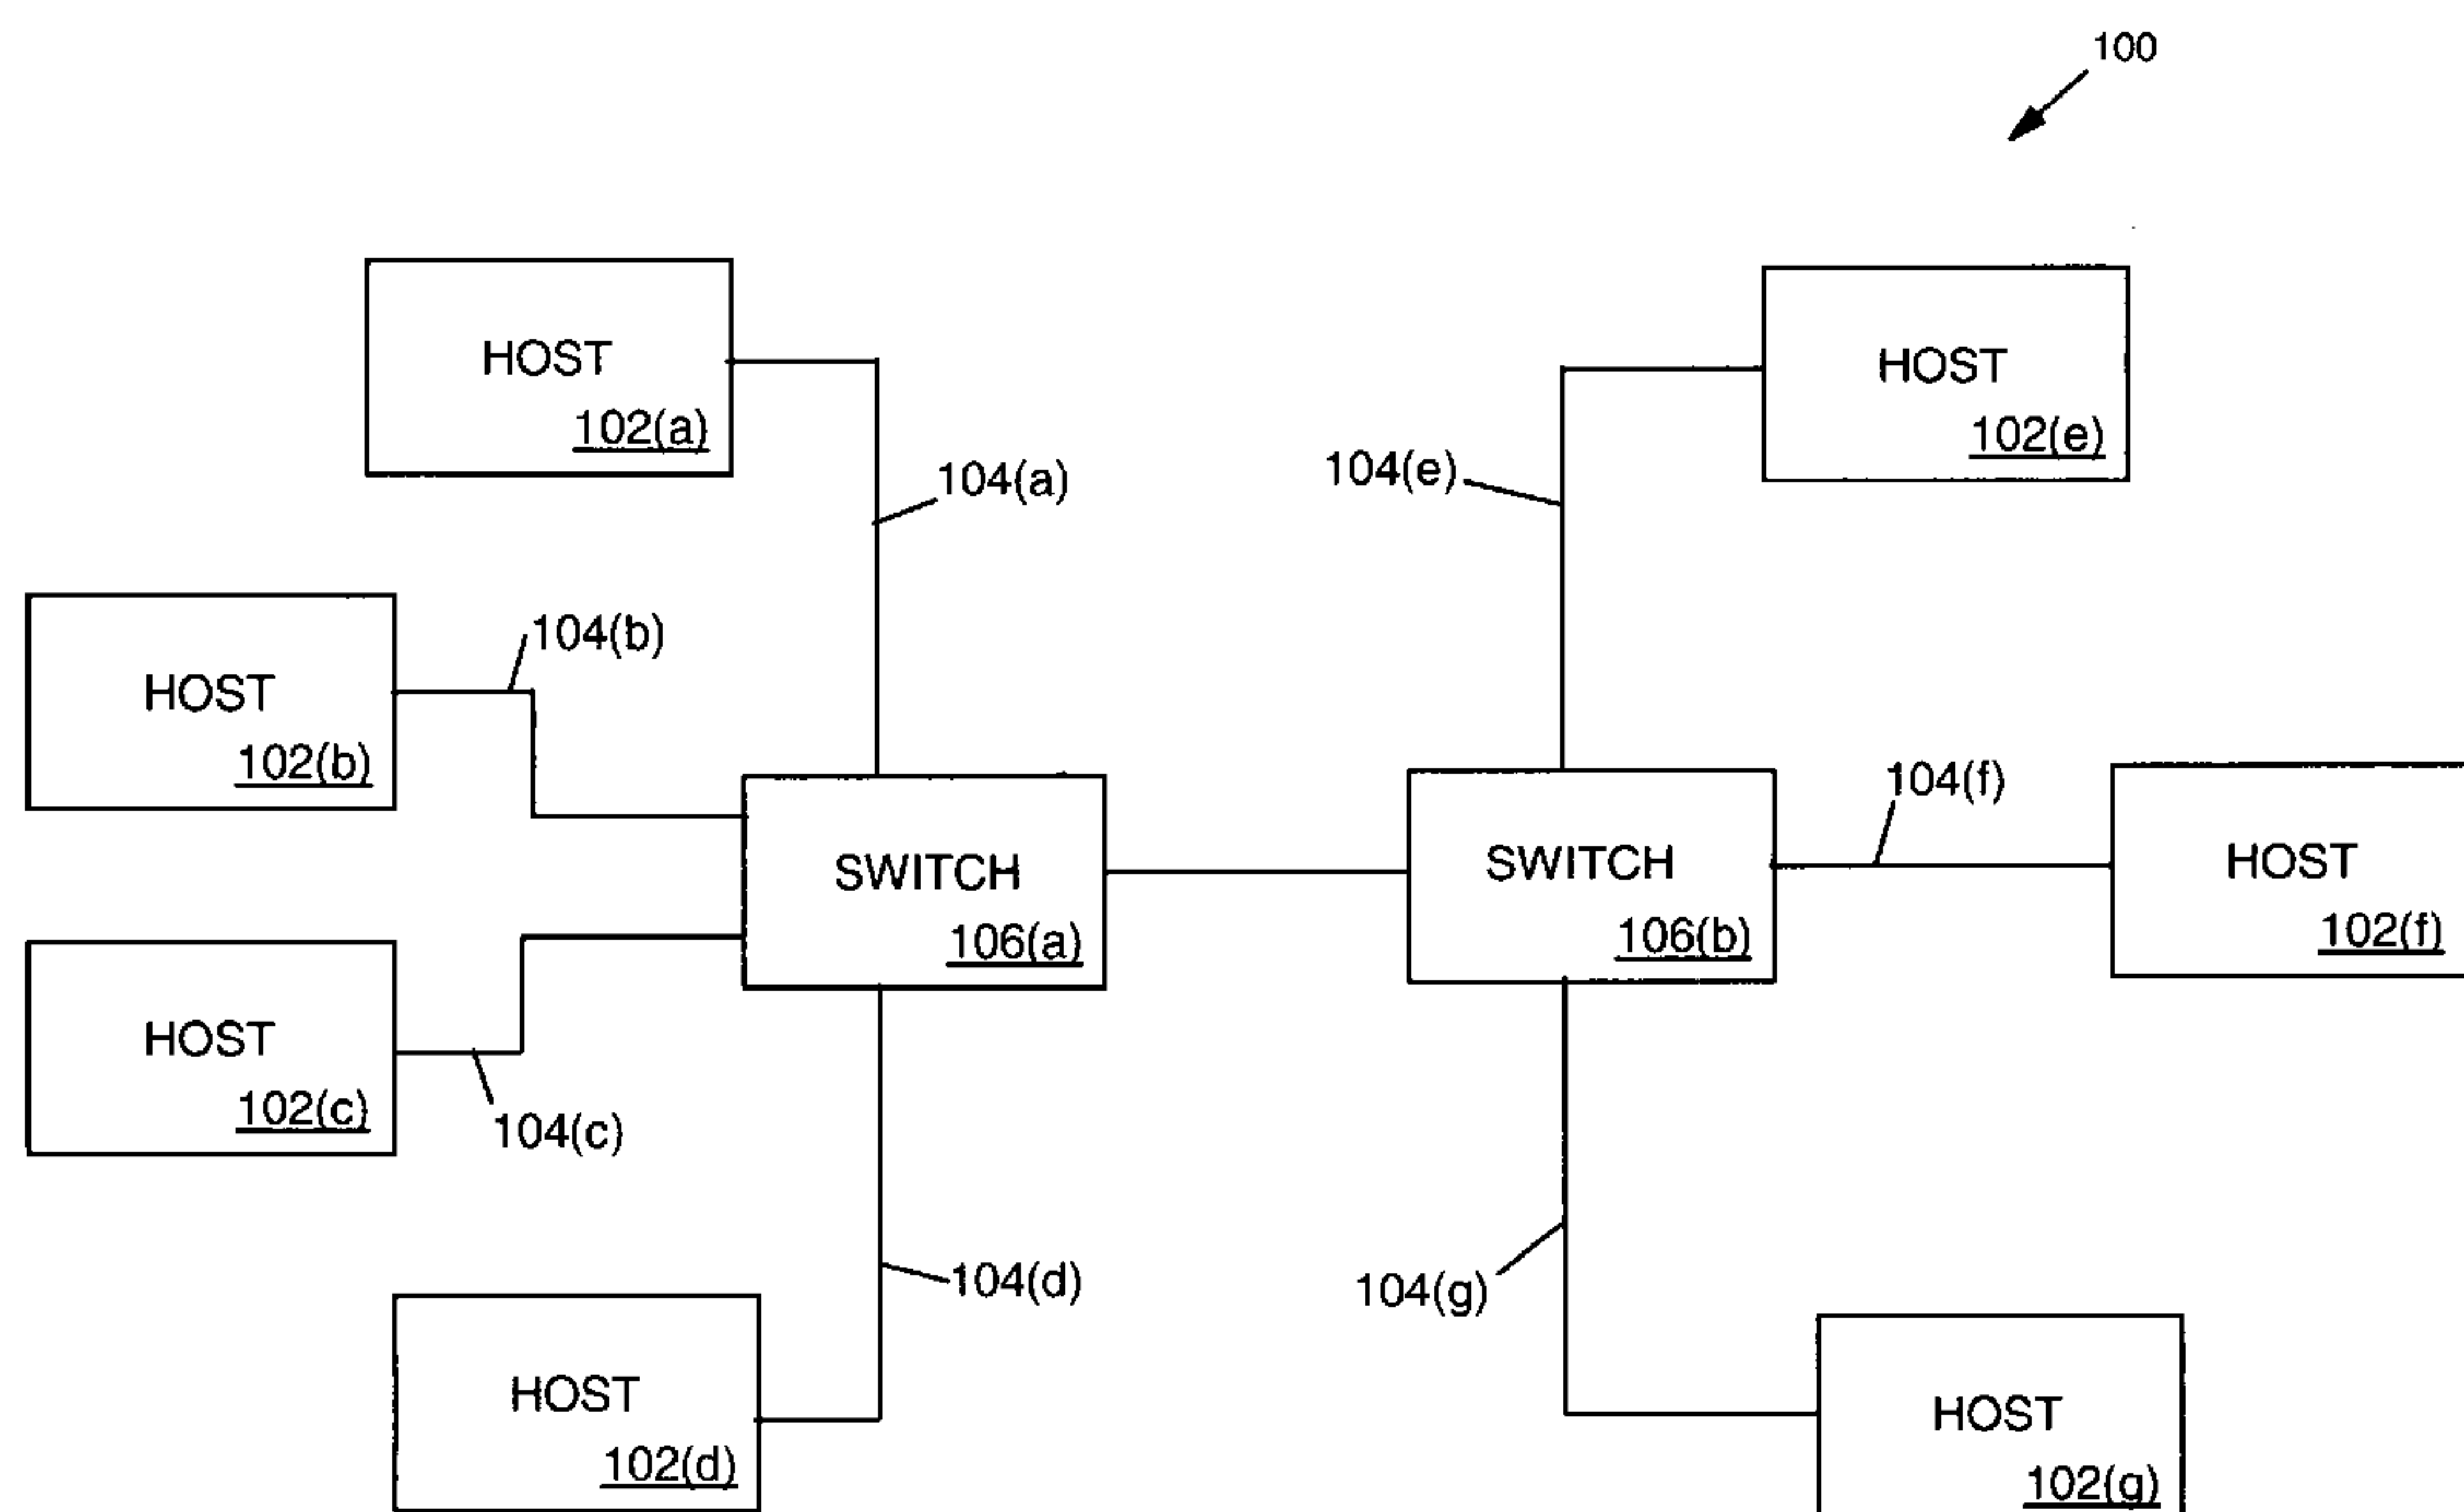 100
HOST
102(a)
HOST
102(e)
104(a)
104(e)
104(b)
HOST
102(b)
104(f)
SWITCH
106(a)
SWITCH
106(b)
HOST
102(f)
HOST
102(c)
104(c)
104(d)
104(g)
HOST
102(d)
HOST
102(g)